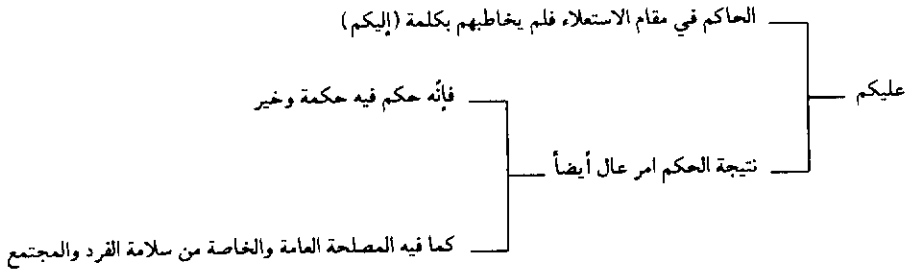 عليكم
الحاكم في مقام الاستعلاء فلم يخاطبهم بكلمة (إليكم)
نتيجة الحكم امر عال أيضاً
فإنّه حكم فيه حكمة وخير
كما فيه المصلحة العامة والخاصة من سلامة الفرد والمجتمع